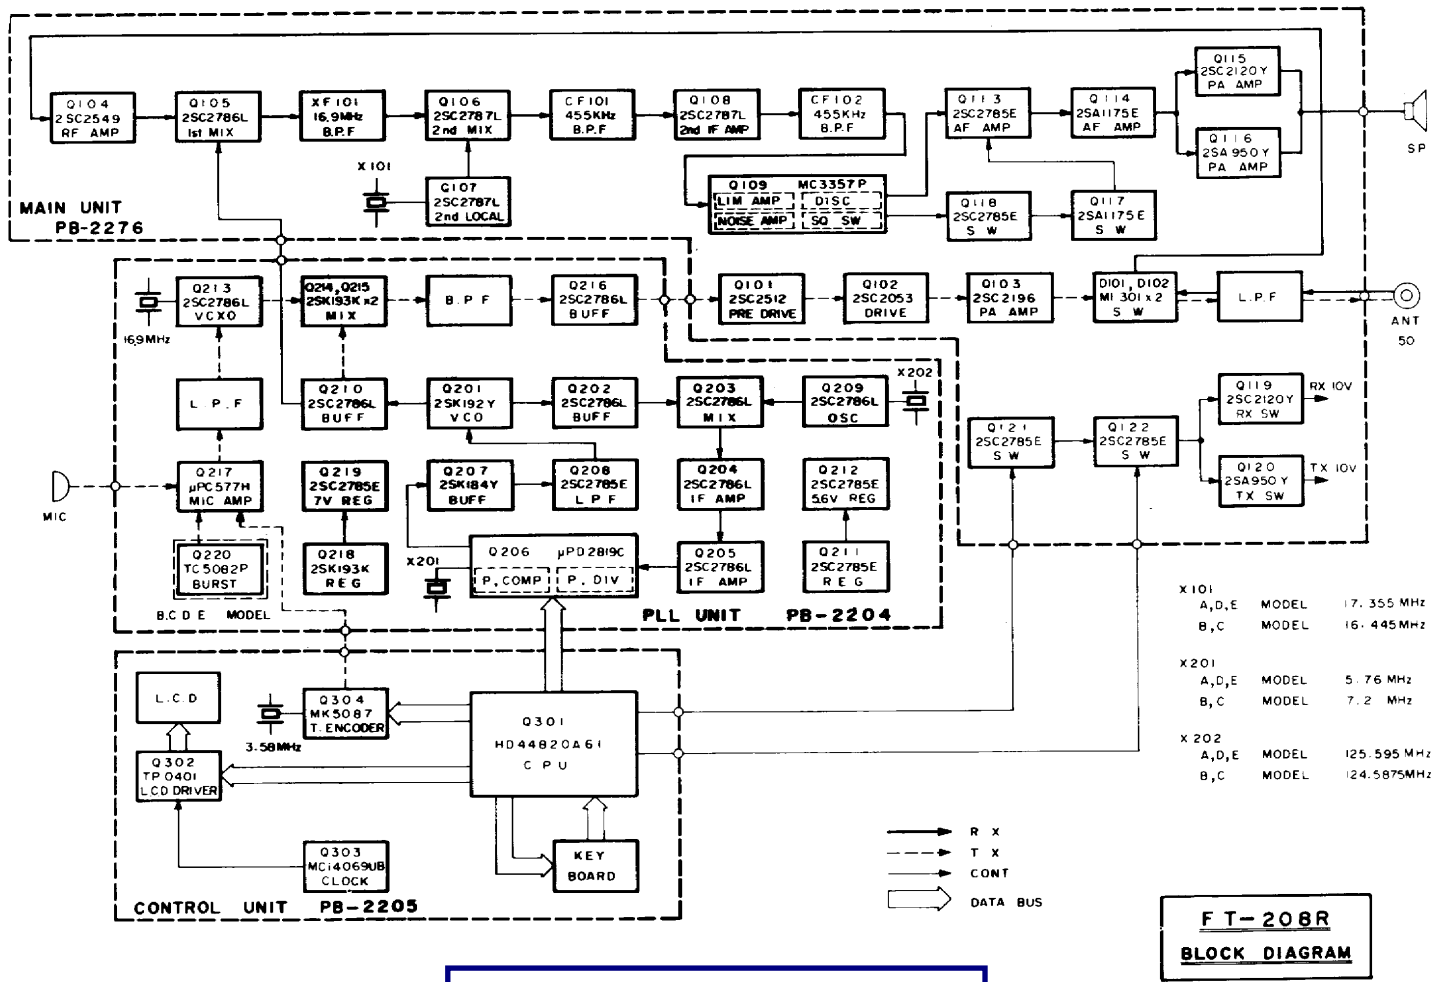 Q104
2SC2549
RF AMP
Q105
2SC2786L
1st MIX
XF101
16.9MHz
B.P.F
Q106
2SC2787L
2nd MIX
CF101
455KHz
B.P.F
Q108
2SC2787L
2nd IF AMP
CF102
455KHz
B.P.F
Q113
2SC2785E
AF AMP
Q114
2SA1175E
AF AMP
Q115
2SC2120Y
PA AMP
Q116
2SA950Y
PA AMP
SP
X101
Q107
2SC2787L
2nd LOCAL
Q109 MC3357P
LIM AMP DISC
NOISE AMP SQ SW
Q118
2SC2785E
SW
Q117
2SA1175E
SW
MAIN UNIT
PB-2276
Q213
2SC2786L
VCXO
16.9MHz
Q214, Q215
2SK193K x2
MIX
B.P.F
Q216
2SC2786L
BUFF
Q101
2SC2512
PRE DRIVE
Q102
2SC2053
DRIVE
Q103
2SC2196
PA AMP
D101, D102
MI 301 x 2
SW
L.P.F
ANT
50
L.P.F
Q210
2SC2786L
BUFF
Q201
2SK192Y
VCO
Q202
2SC2786L
BUFF
Q203
2SC2786L
MIX
Q209
2SC2786L
OSC
X202
Q119
2SC2120Y
RX SW
RX 10V
Q121
2SC2785E
SW
Q122
2SC2785E
SW
Q120
2SA950Y
TX SW
TX 10V
MIC
Q217
μPC577H
MiC AMP
Q219
2SC2785E
7V REG
Q207
2SK184Y
BUFF
Q208
2SC2785E
L.P.F
Q204
2SC2786L
IF AMP
Q212
2SC2785E
5.6V REG
Q220
TC5082P
BURST
Q218
2SK193K
REG
X201
Q206 μPD2819C
P, COMP P. DIV
Q205
2SC2786L
IF AMP
Q211
2SC2785E
REG
B.C D E MODEL
PLL UNIT PB-2204
X101
A,D,E MODEL 17.355 MHz
B,C MODEL 16.445MHz
X201
A,D,E MODEL 5.76 MHz
B,C MODEL 7.2 MHz
X 202
A,D,E MODEL 125.595 MHz
B,C MODEL 124.5875MHz
L.C.D
3.58MHz
Q304
MK5087
T. ENCODER
Q301
HD44820A61
CPU
Q302
TP0401
LCD DRIVER
Q303
MC14069UB
CLOCK
KEY
BOARD
CONTROL UNIT PB-2205
R X
T X
CONT
DATA BUS
FT-208R
BLOCK DIAGRAM